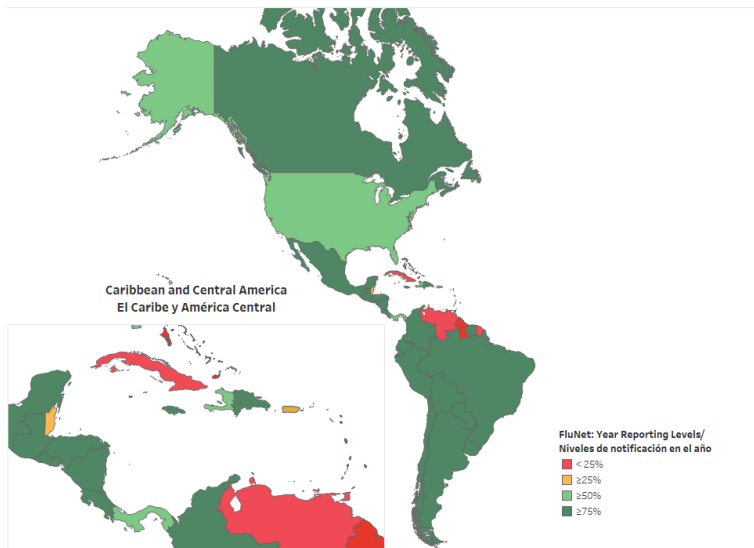 Caribbean and Central America
El Caribe y América Central
FluNet: Year Reporting Levels/
Niveles de notificación en el año
< 25%
≥25%
≥50%
≥75%